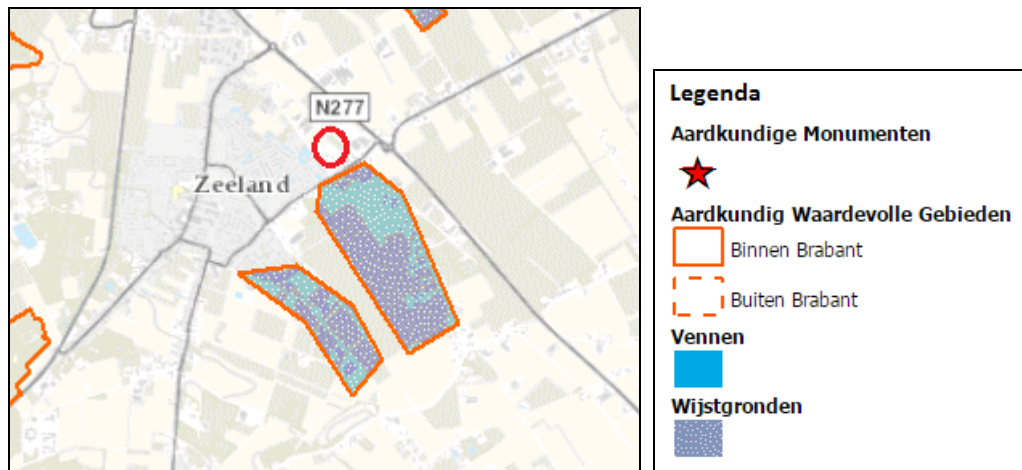 N277
Zeeland
Legenda
Aardkundige Monumenten
Aardkundig Waardevolle Gebieden
Binnen Brabant
Buiten Brabant
Vennen
Wijstgronden